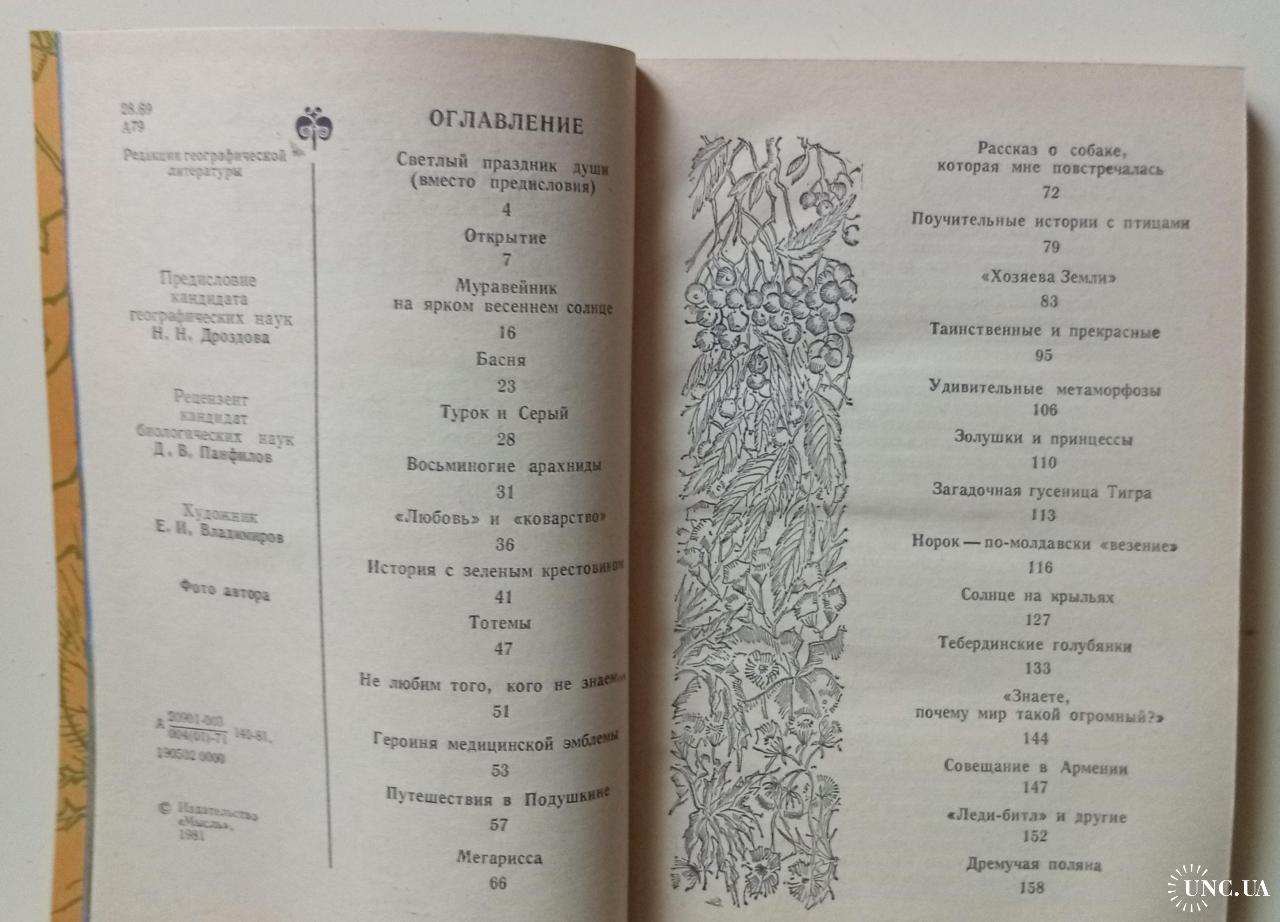 28.89
А79
Редакции географической
литературы
Предисловие
кандидата
географических наук
Н. Н. Дроздова
Рецензент
кандидат
биологических наук
Д. В. Панфилов
Художник
Е. И. Владимиров
Фото автора
А 20901-003
004(01)-71 140-81.
190502 0000
© Издательство
«Мысль».
1981
ОГЛАВЛЕНИЕ
Светлый праздник души
(вместо предисловия)
4
Открытие
7
Муравейник
на ярком весеннем солнце
16
Басня
23
Турок и Серый
28
Восьминогие арахниды
31
«Любовь» и «коварство»
36
История с зеленым крестовиком
41
Тотемы
47
Не любим того, кого не знаем...
51
Героиня медицинской эмблемы
53
Путешествия в Подушкине
57
Мегарисса
66
Рассказ о собаке,
которая мне повстречалась
72
Поучительные истории с птицами
79
«Хозяева Земли»
83
Таинственные и прекрасные
95
Удивительные метаморфозы
106
Золушки и принцессы
110
Загадочная гусеница Тигра
113
Норок — по-молдавски «везение»
116
Солнце на крыльях
127
Тебердинские голубянки
133
«Знаете,
почему мир такой огромный?»
144
Совещание в Армении
147
«Леди-битл» и другие
152
Дремучая поляна
158
UNC.UA